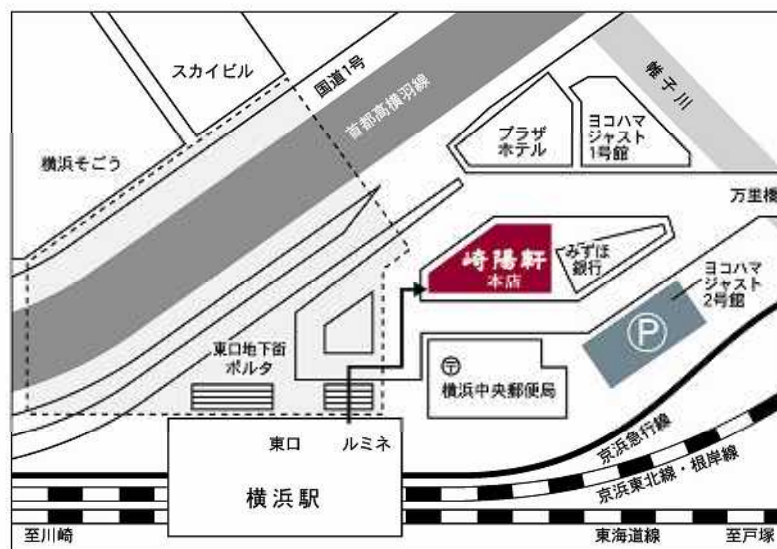 スカイビル
国道1号
首都高横羽線
帷子川
横浜そごう
プラザ
ホテル
ヨコハマ
ジャスト
1号館
万里橋
崎陽軒
本店
みずほ
銀行
ヨコハマ
ジャスト
2号館
P
東口地下街
ポルタ
〒
横浜中央郵便局
東口
ルミネ
横浜駅
京浜急行線
京浜東北線・根岸線
至川崎
東海道線
至戸塚